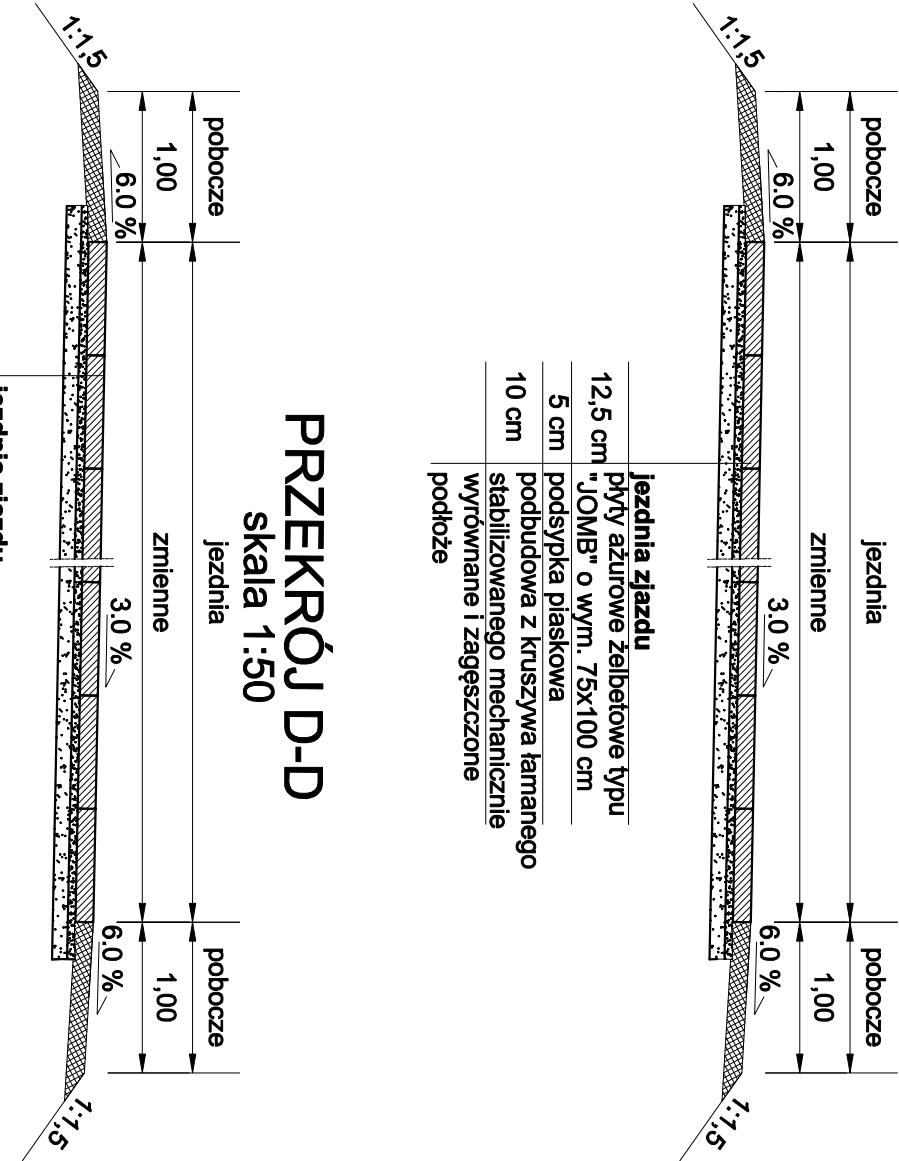 pobocze
jezdnia
pobocze
1,00
zmienne
1,00
1:1,5
6.0 %
3.0 %
6.0 %
1:1,5
jezdnia zjazdu
12,5 cm płyty ażurowe żelbetowe typu
"JOMB" o wym. 75x100 cm
5 cm podsypka piaskowa
10 cm podbudowa z kruszywa łamanego
stabilizowanego mechanicznie
wyrównane i zagęszczone
podłoże
PRZEKRÓJ D-D
skala 1:50
pobocze
jezdnia
pobocze
1,00
zmienne
1,00
1:1,5
6.0 %
3.0 %
6.0 %
1:1,5